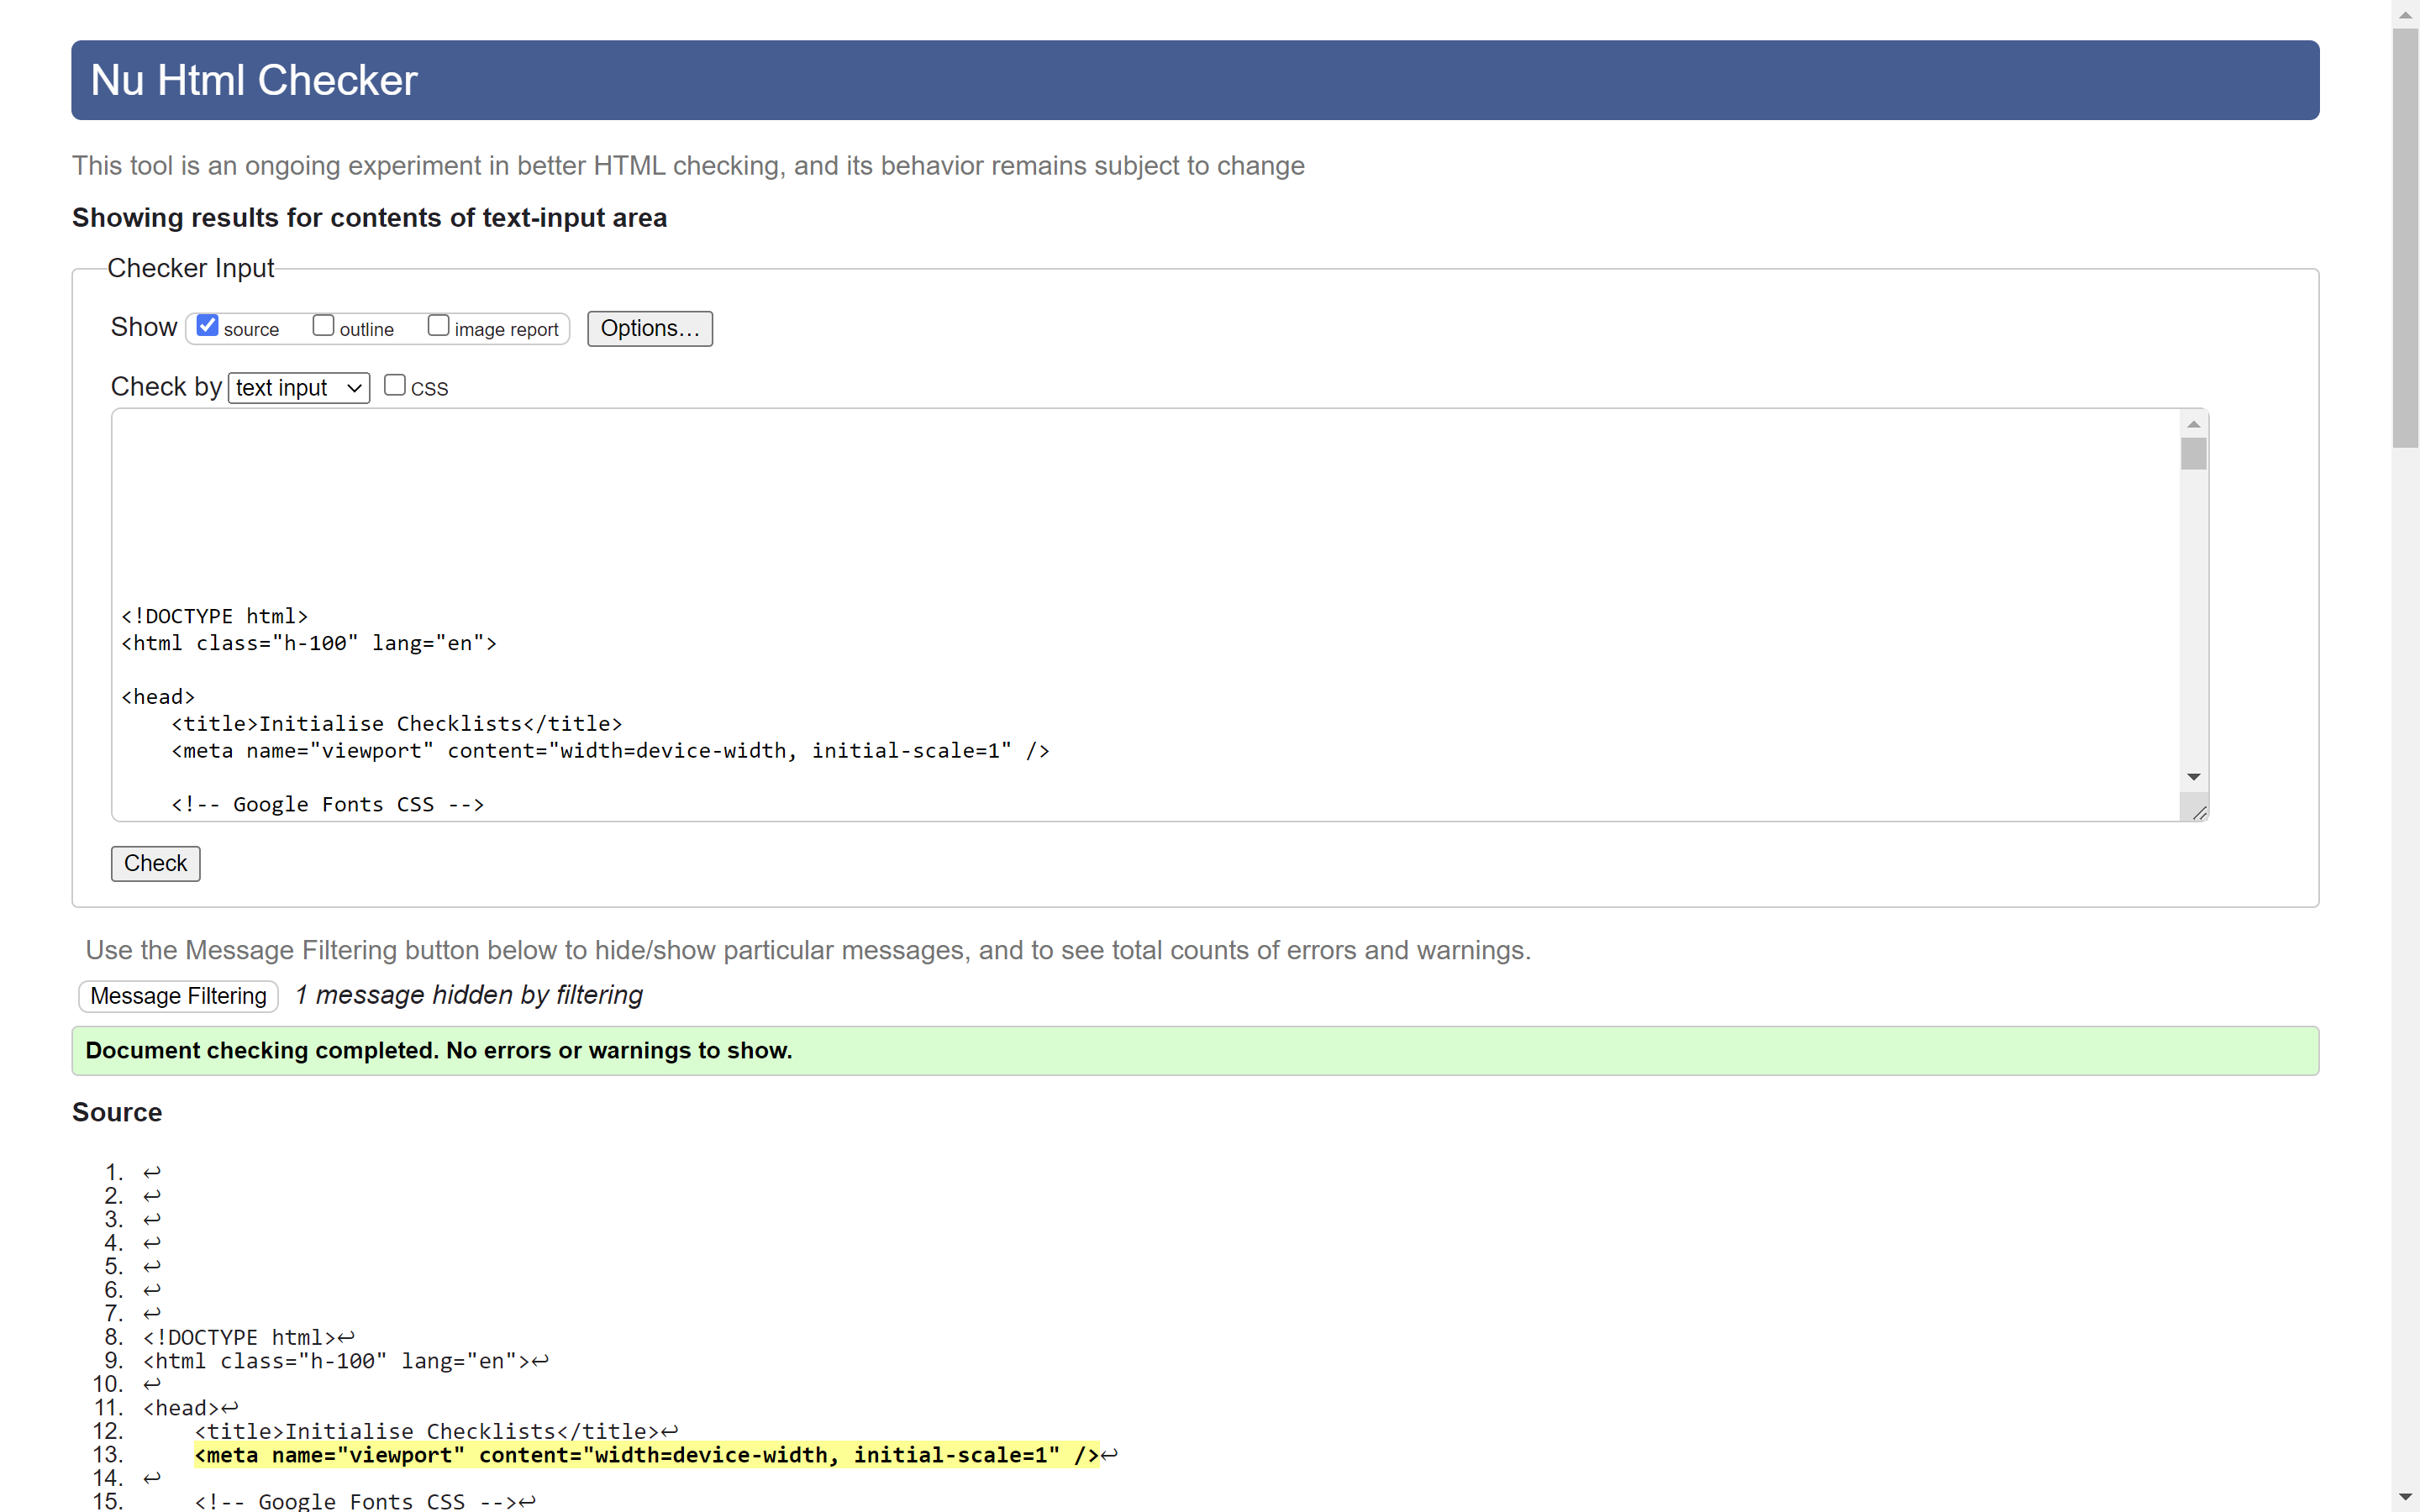 Nu Html Checker
This tool is an ongoing experiment in better HTML checking, and its behavior remains subject to change
Showing results for contents of text-input area
Checker Input
Show source outline image report Options…
Check by text input CSS
<!DOCTYPE html>
<html class="h-100" lang="en">
<head>
    <title>Initialise Checklists</title>
    <meta name="viewport" content="width=device-width, initial-scale=1" />
    <!-- Google Fonts CSS -->
Check
Use the Message Filtering button below to hide/show particular messages, and to see total counts of errors and warnings.
Message Filtering 1 message hidden by filtering
Document checking completed. No errors or warnings to show.
Source
1. ↩
2. ↩
3. ↩
4. ↩
5. ↩
6. ↩
7. ↩
8. <!DOCTYPE html>↩
9. <html class="h-100" lang="en">↩
10. ↩
11. <head>↩
12.     <title>Initialise Checklists</title>↩
13.     <meta name="viewport" content="width=device-width, initial-scale=1" />↩
14. ↩
15.     <!-- Google Fonts CSS -->↩